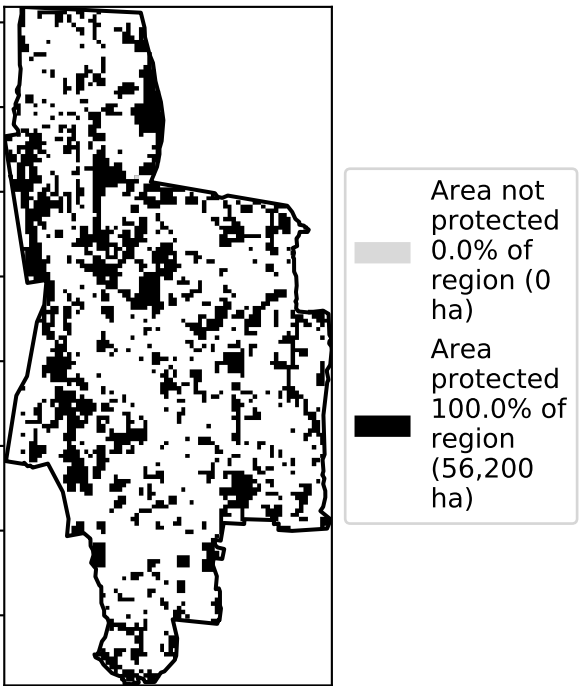 Area not
protected
0.0% of
region (0
ha)
Area
protected
100.0% of
region
(56,200
ha)